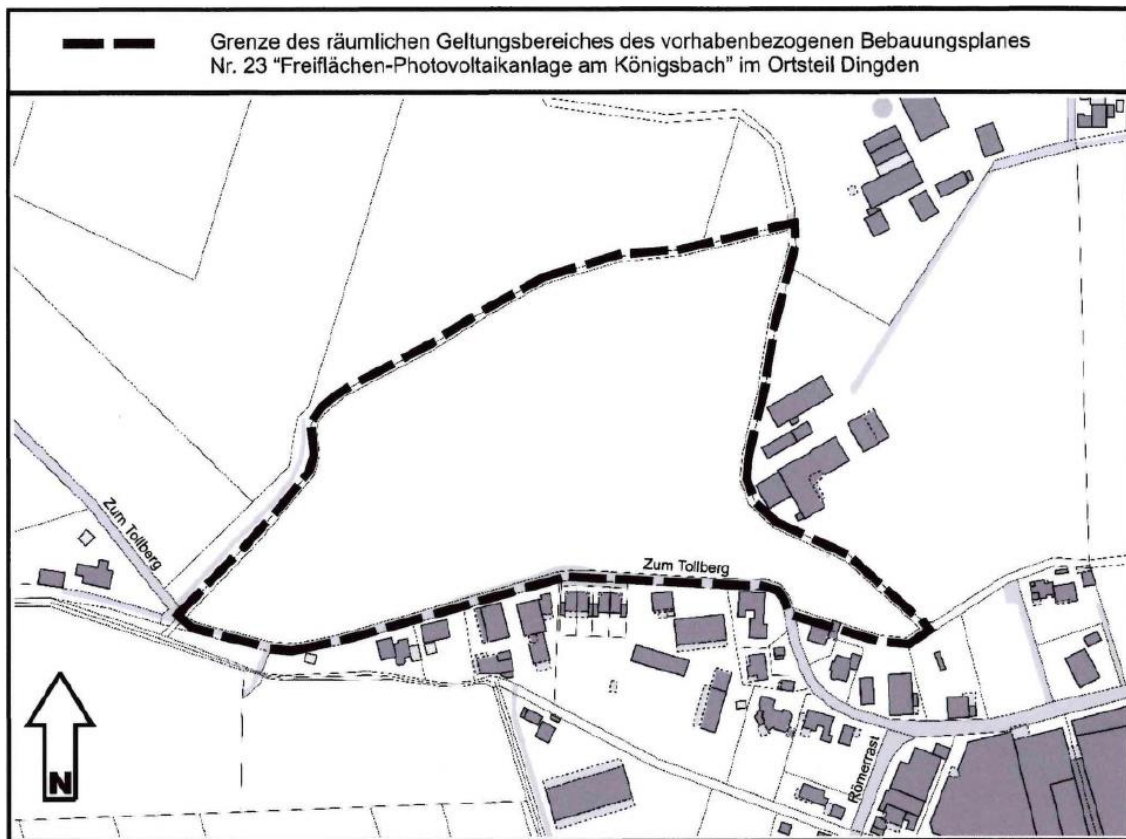 Grenze des räumlichen Geltungsbereiches des vorhabenbezogenen Bebauungsplanes
Nr. 23 "Freiflächen-Photovoltaikanlage am Königsbach" im Ortsteil Dingden
Zum Tollberg
Zum Tollberg
Römerrast
N